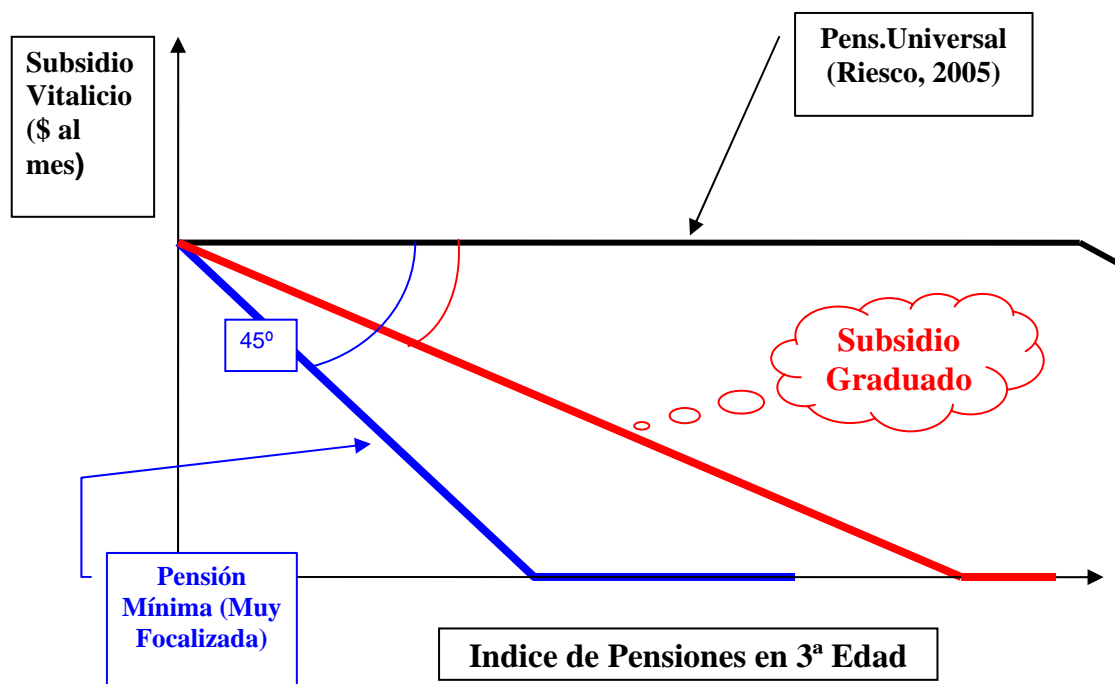 Subsidio
Vitalicio
($ al
mes)
Pens.Universal
(Riesco, 2005)
45º
Subsidio
Graduado
Pensión
Mínima (Muy
Focalizada)
Indice de Pensiones en 3ª Edad